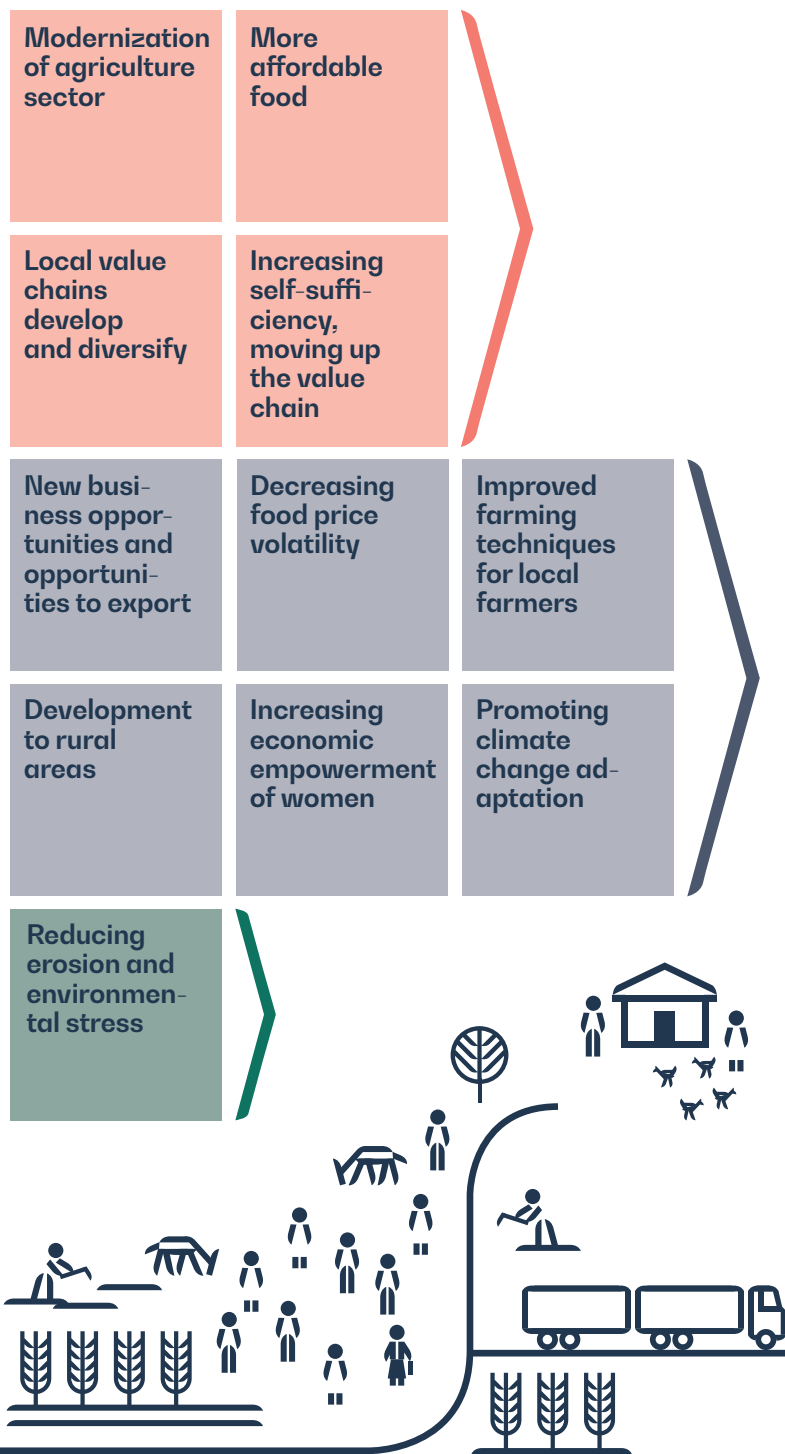 Modernization
of agriculture
sector
More
affordable
food
Local value
chains
develop
and diversify
Increasing
self-suffi-
ciency,
moving up
the value
chain
New busi-
ness oppor-
tunities and
opportuni-
ties to export
Decreasing
food price
volatility
Improved
farming
techniques
for local
farmers
Development
to rural
areas
Increasing
economic
empowerment
of women
Promoting
climate
change ad-
aptation
Reducing
erosion and
environmen-
tal stress